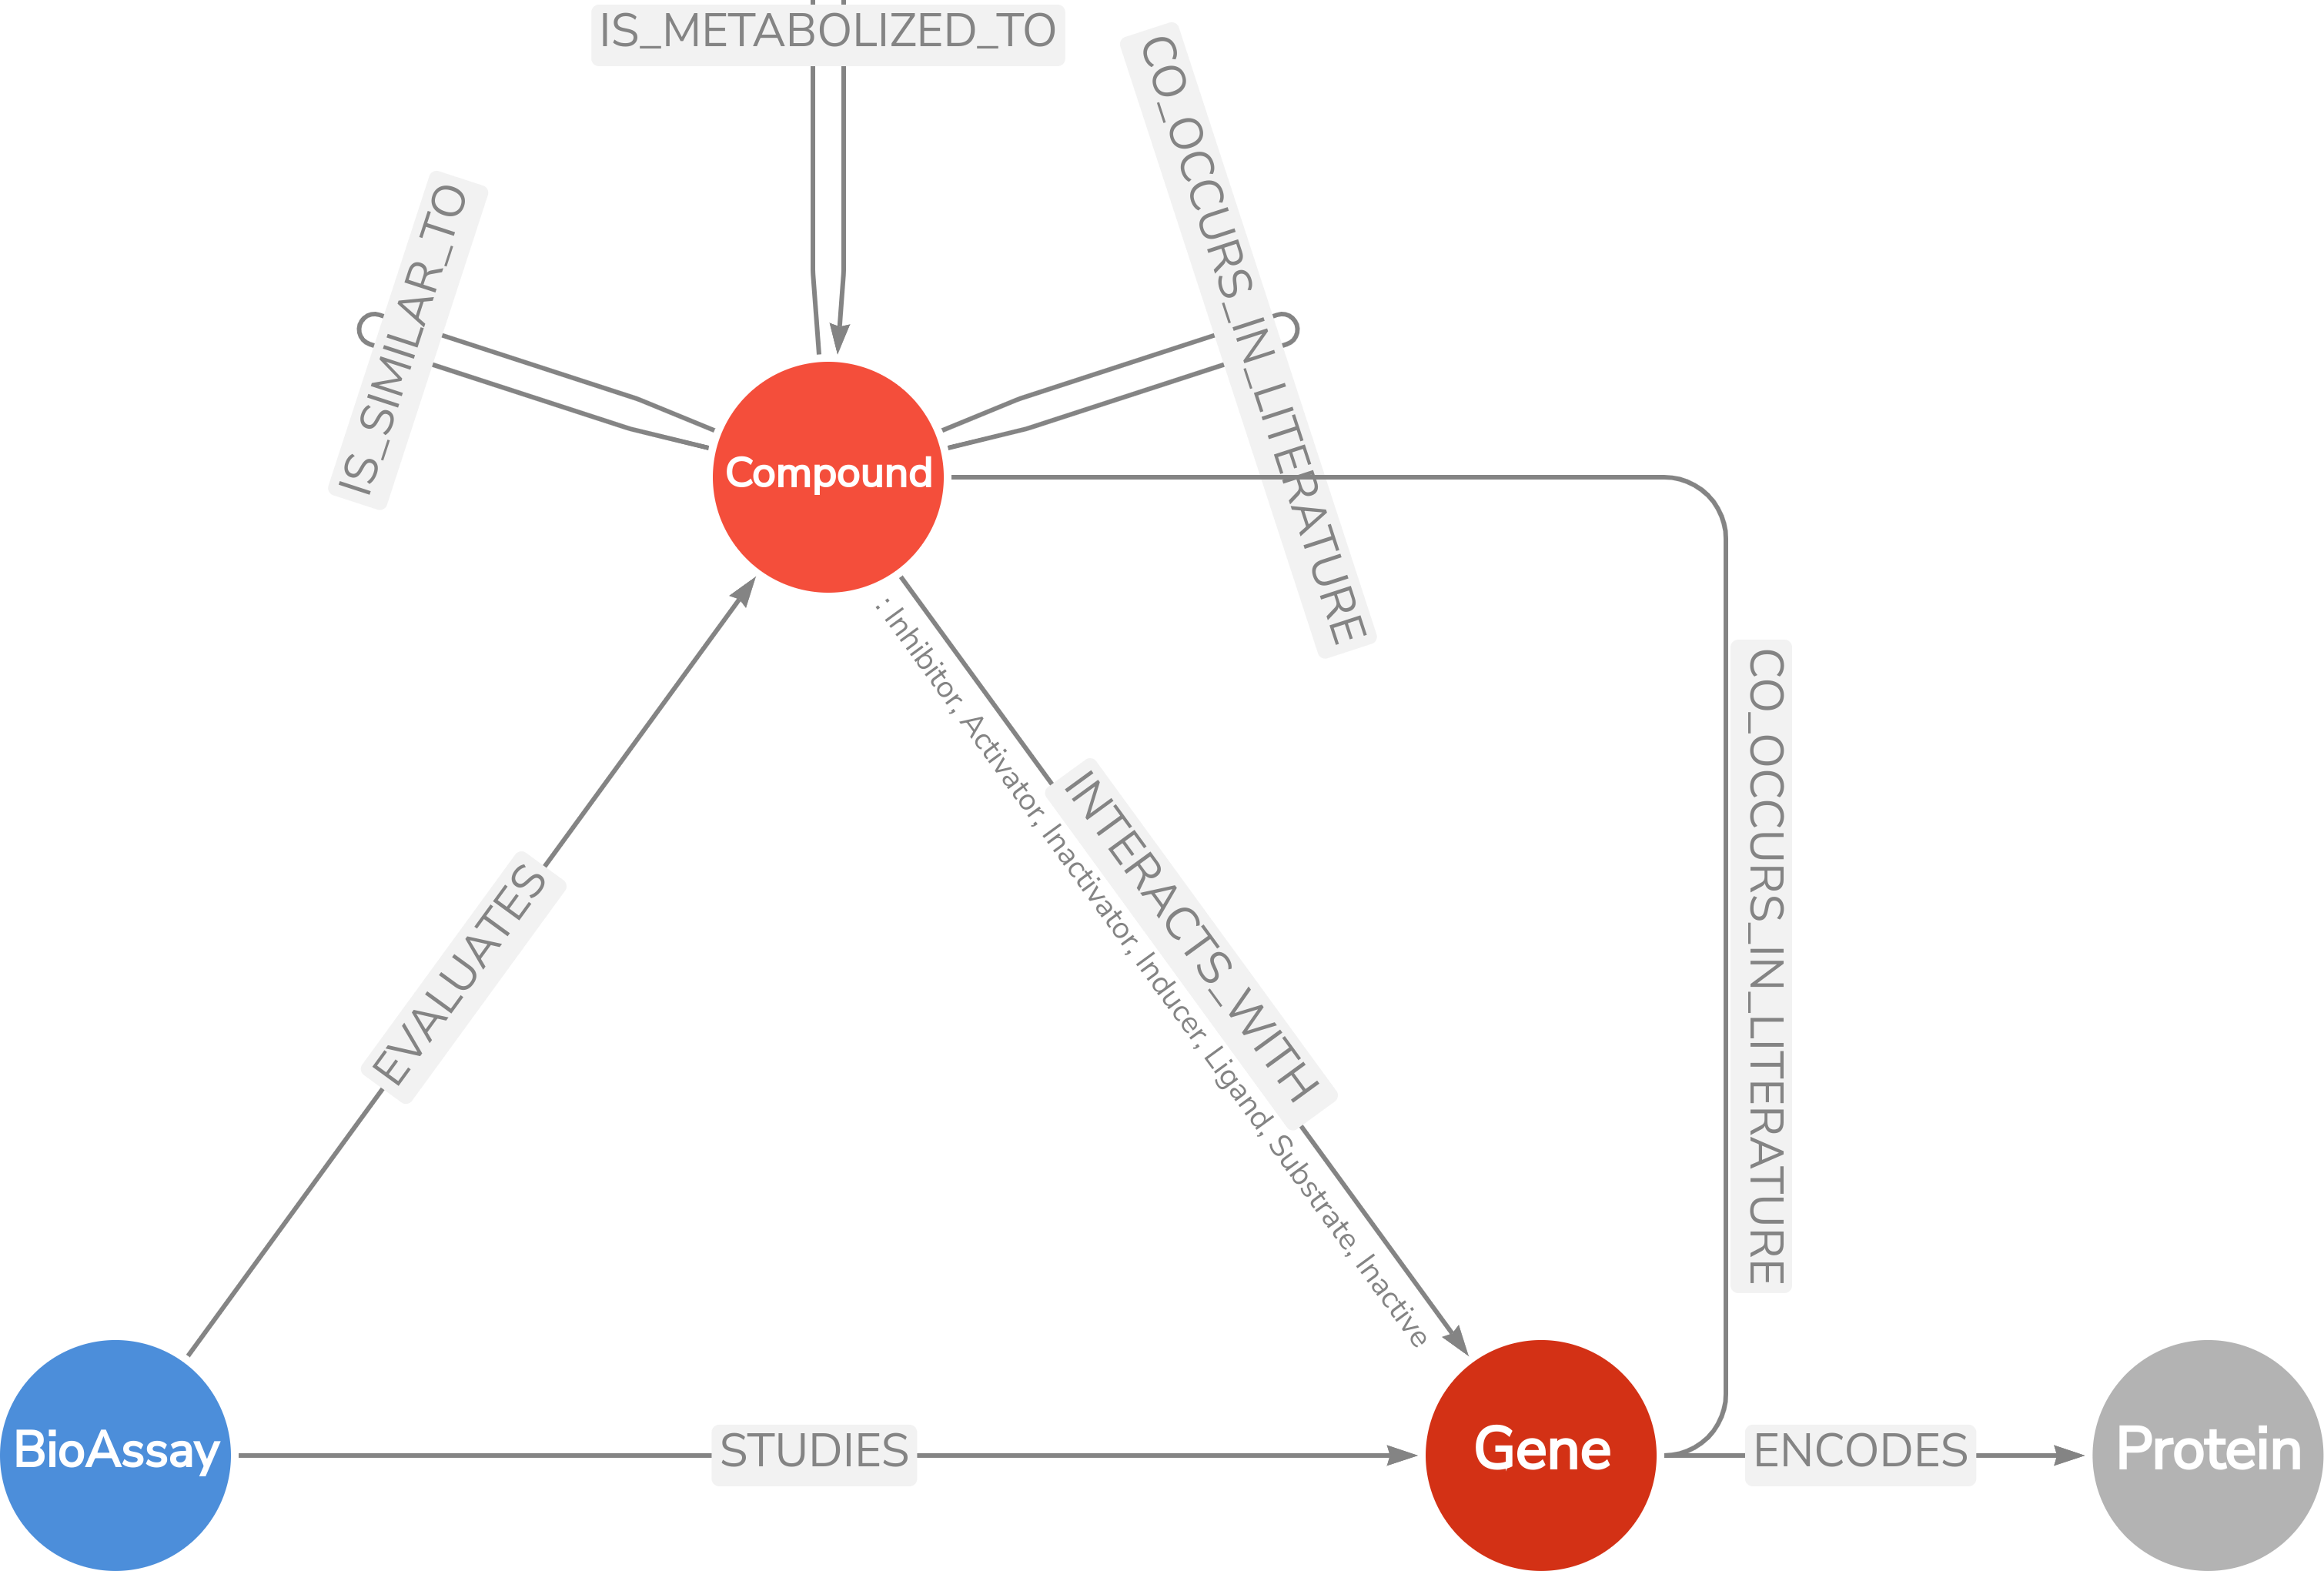 IS_METABOLIZED_TO
CO_OCCURS_IN_LITERATURE
IS_SIMILAR_TO
Compound
: Inhibitor, Activator, Inactivator, Inducer, Ligand, Substrate, Inactive
INTERACTS_WITH
CO_OCCURS_IN_LITERATURE
EVALUATES
BioAssay
STUDIES
Gene
ENCODES
Protein